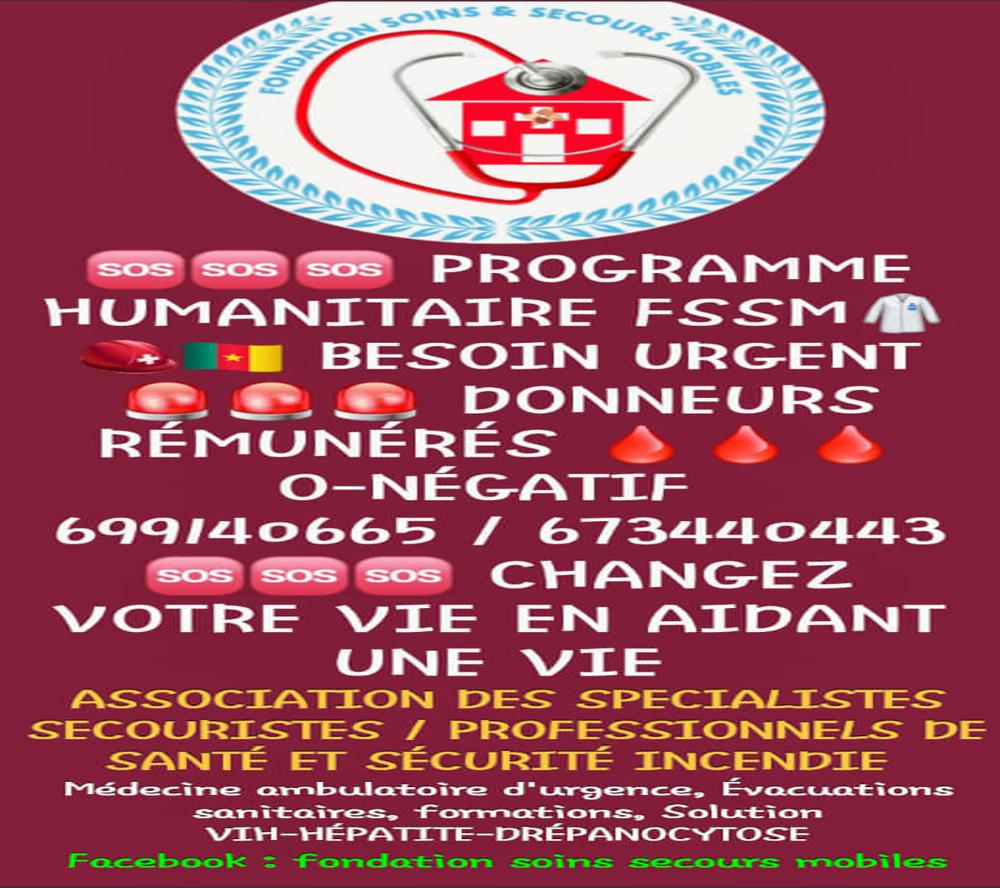 FONDATION SOINS & SECOURS MOBILES
SOS SOS SOS PROGRAMME
HUMANITAIRE FSSM
BESOIN URGENT
DONNEURS
RÉMUNÉRÉS
O-NÉGATIF
699140665 / 673440443
SOS SOS SOS CHANGEZ
VOTRE VIE EN AIDANT
UNE VIE
ASSOCIATION DES SPECIALISTES
SECOURISTES / PROFESSIONNELS DE
SANTÉ ET SÉCURITÉ INCENDIE
Médecine ambulatoire d'urgence, Évacuations
sanitaires, formations, Solution
VIH-HÉPATITE-DRÉPANOCYTOSE
Facebook : fondation soins secours mobiles